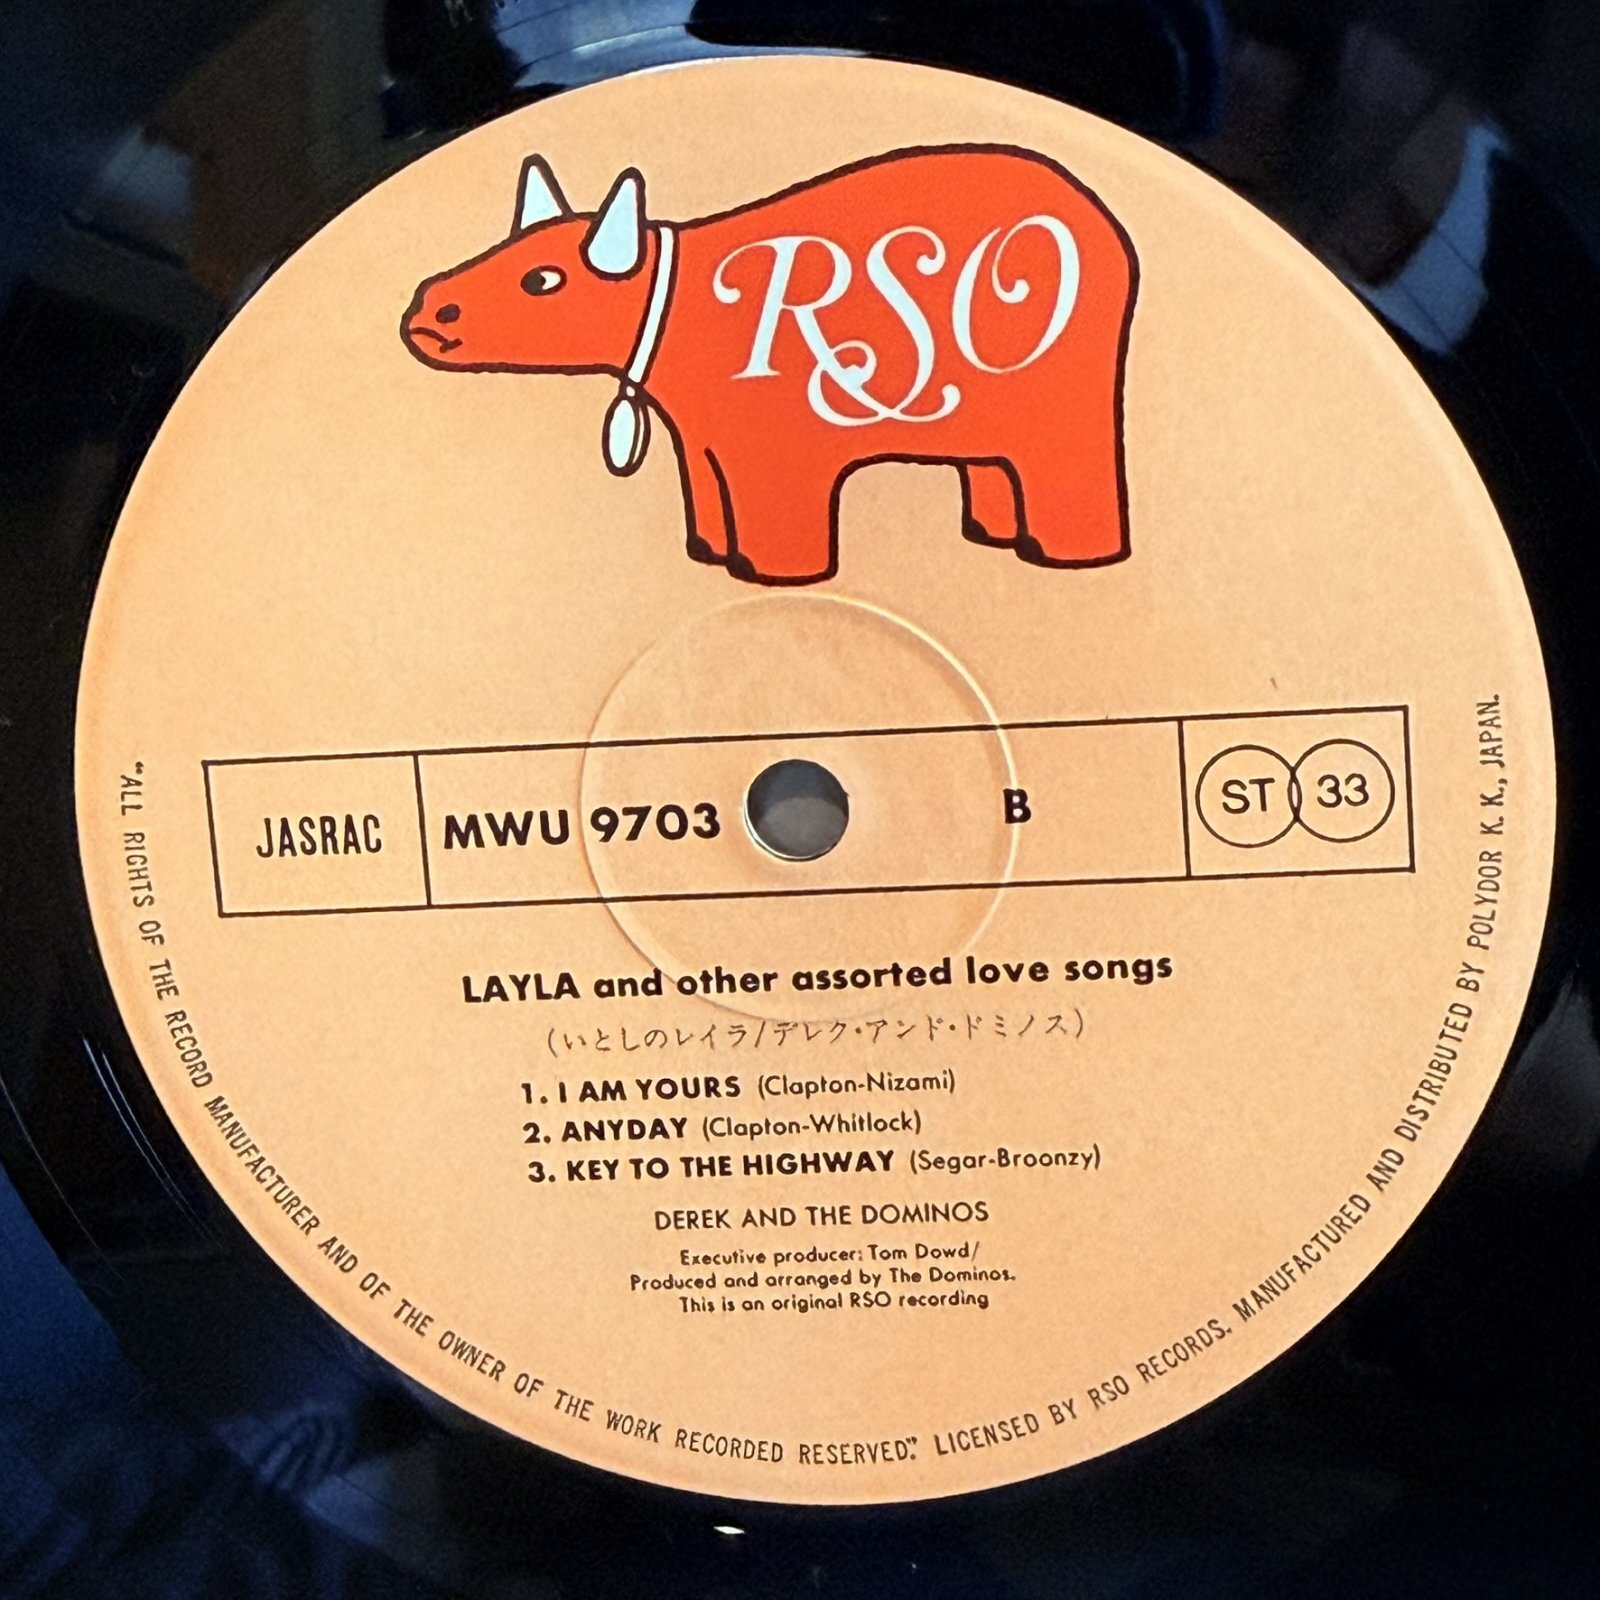 RSO
JASRAC
MWU 9703
B
ST 33
LAYLA and other assorted love songs
(いとしのレイラ/デレク・アンド・ドミノス)
1. I AM YOURS (Clapton-Nizami)
2. ANYDAY (Clapton-Whitlock)
3. KEY TO THE HIGHWAY (Segar-Broonzy)
DEREK AND THE DOMINOS
Executive producer: Tom Dowd/
Produced and arranged by The Dominos.
This is an original RSO recording
"ALL RIGHTS OF THE RECORD MANUFACTURER AND OF THE OWNER OF THE WORK RECORDED RESERVED." LICENSED BY RSO RECORDS. MANUFACTURED AND DISTRIBUTED BY POLYDOR K. K., JAPAN.